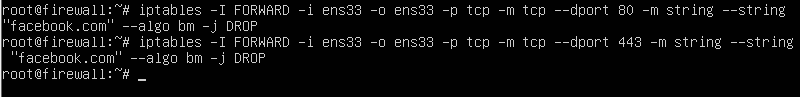 root@firewall:~# iptables -I FORWARD -i ens33 -o ens33 -p tcp -m tcp --dport 80 -m string --string
"facebook.com" --algo bm -j DROP
root@firewall:~# iptables -I FORWARD -i ens33 -o ens33 -p tcp -m tcp --dport 443 -m string --string
 "facebook.com" --algo bm -j DROP
root@firewall:~# _